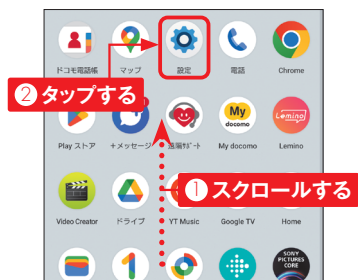 ドコモ電話帳 マップ 設定 電話 Chrome
② タップする
My docomo Lemino
Play ストア +メッセージ 遠隔サポート My docomo Lemino
① スクロールする
Video Creator ドライブ YT Music Google TV Home
SONY
PICTURES
CORE